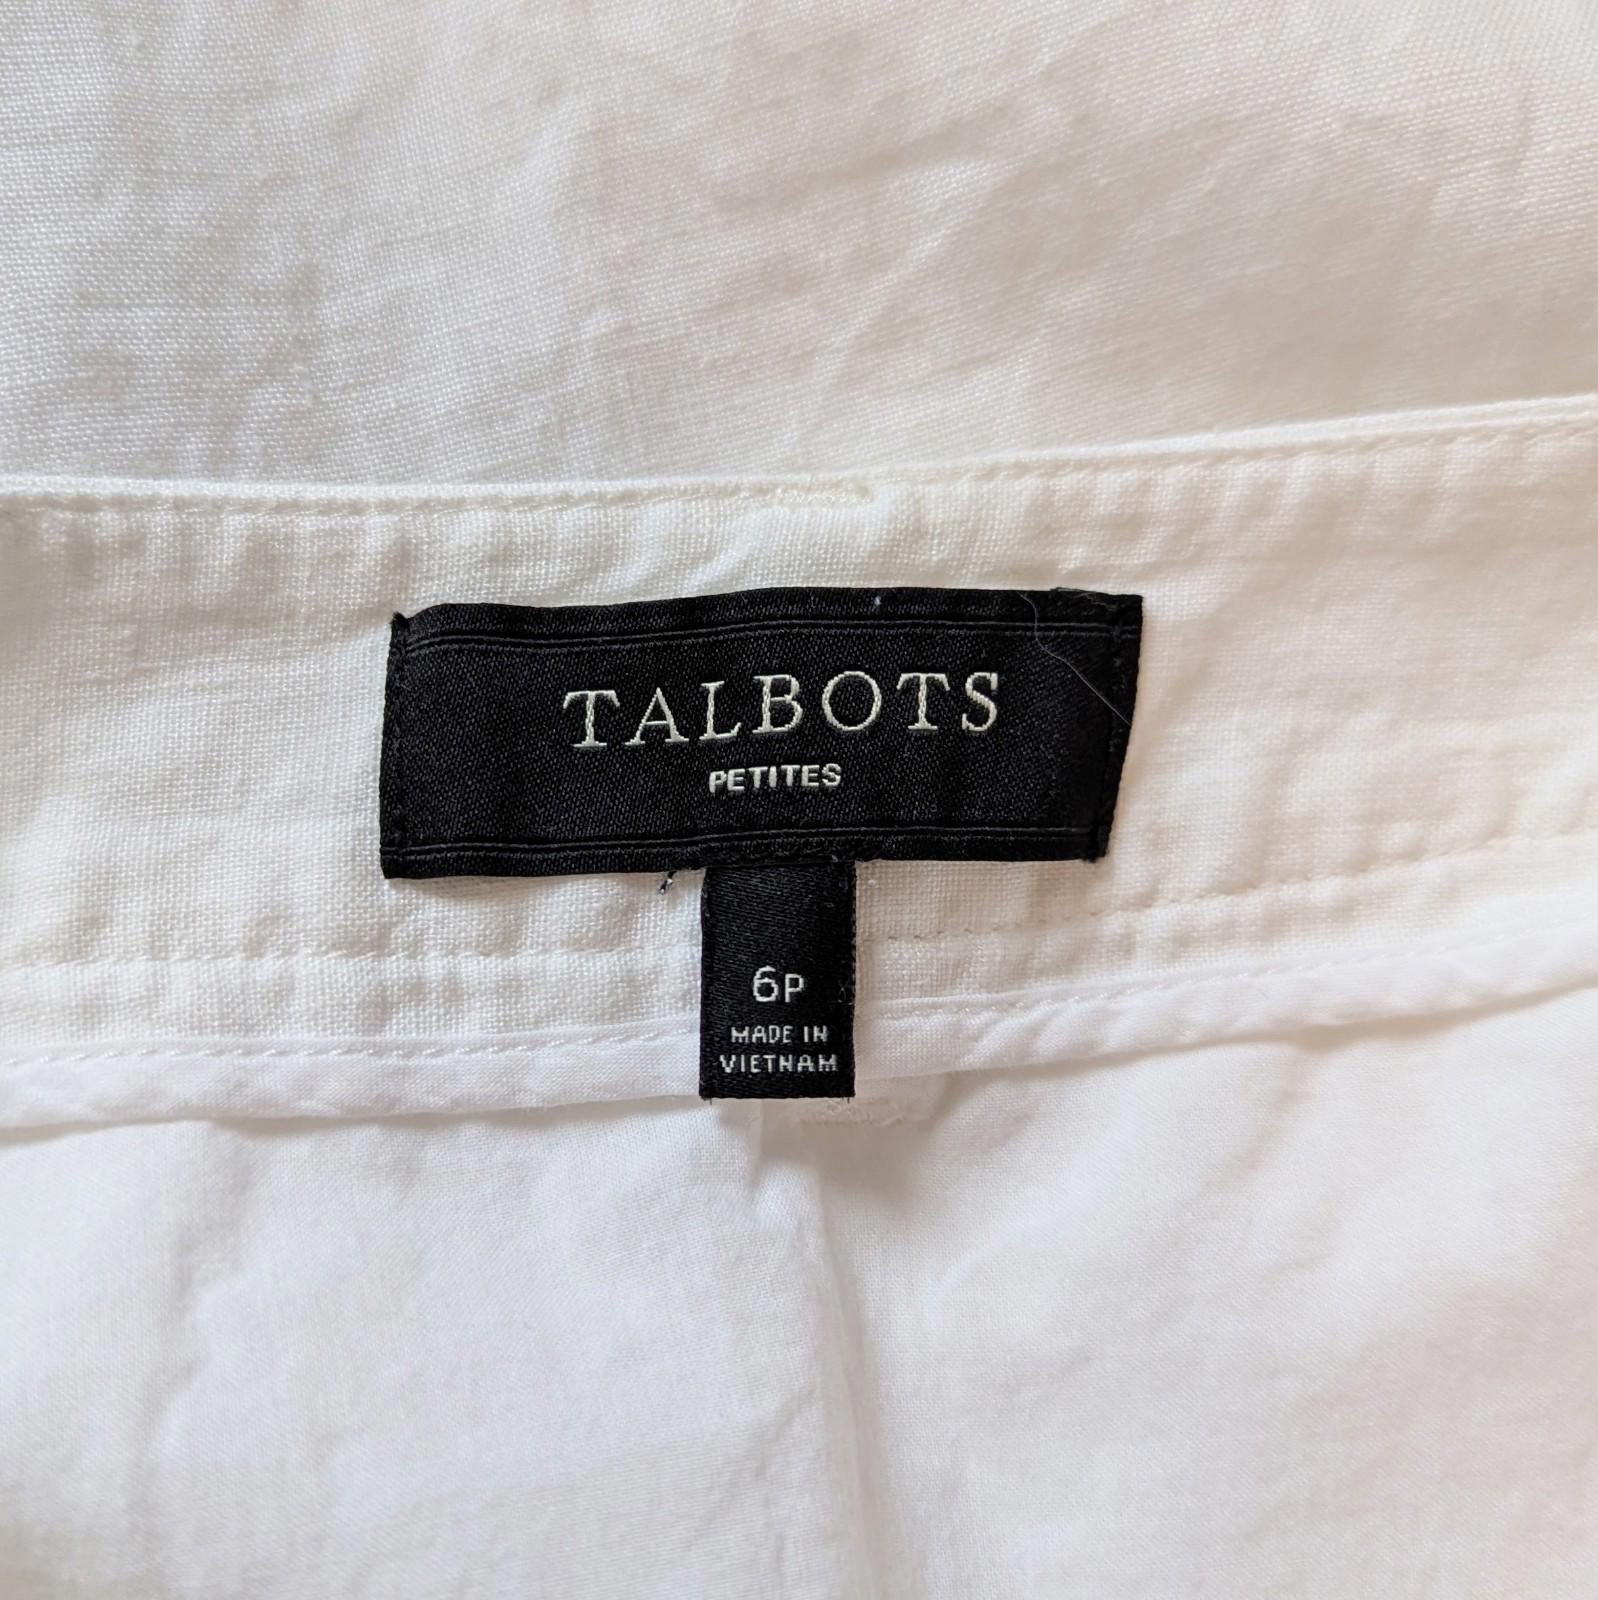 TALBOTS
PETITES
6P
MADE IN
VIETNAM